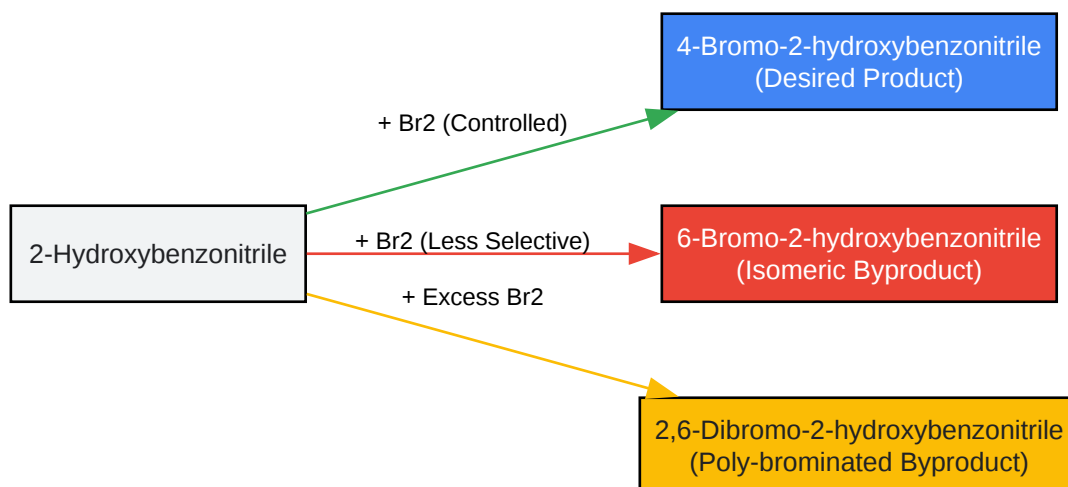 4-Bromo-2-hydroxybenzonitrile
(Desired Product)
+ Br2 (Controlled)
2-Hydroxybenzonitrile
+ Br2 (Less Selective)
6-Bromo-2-hydroxybenzonitrile
(Isomeric Byproduct)
+ Excess Br2
2,6-Dibromo-2-hydroxybenzonitrile
(Poly-brominated Byproduct)